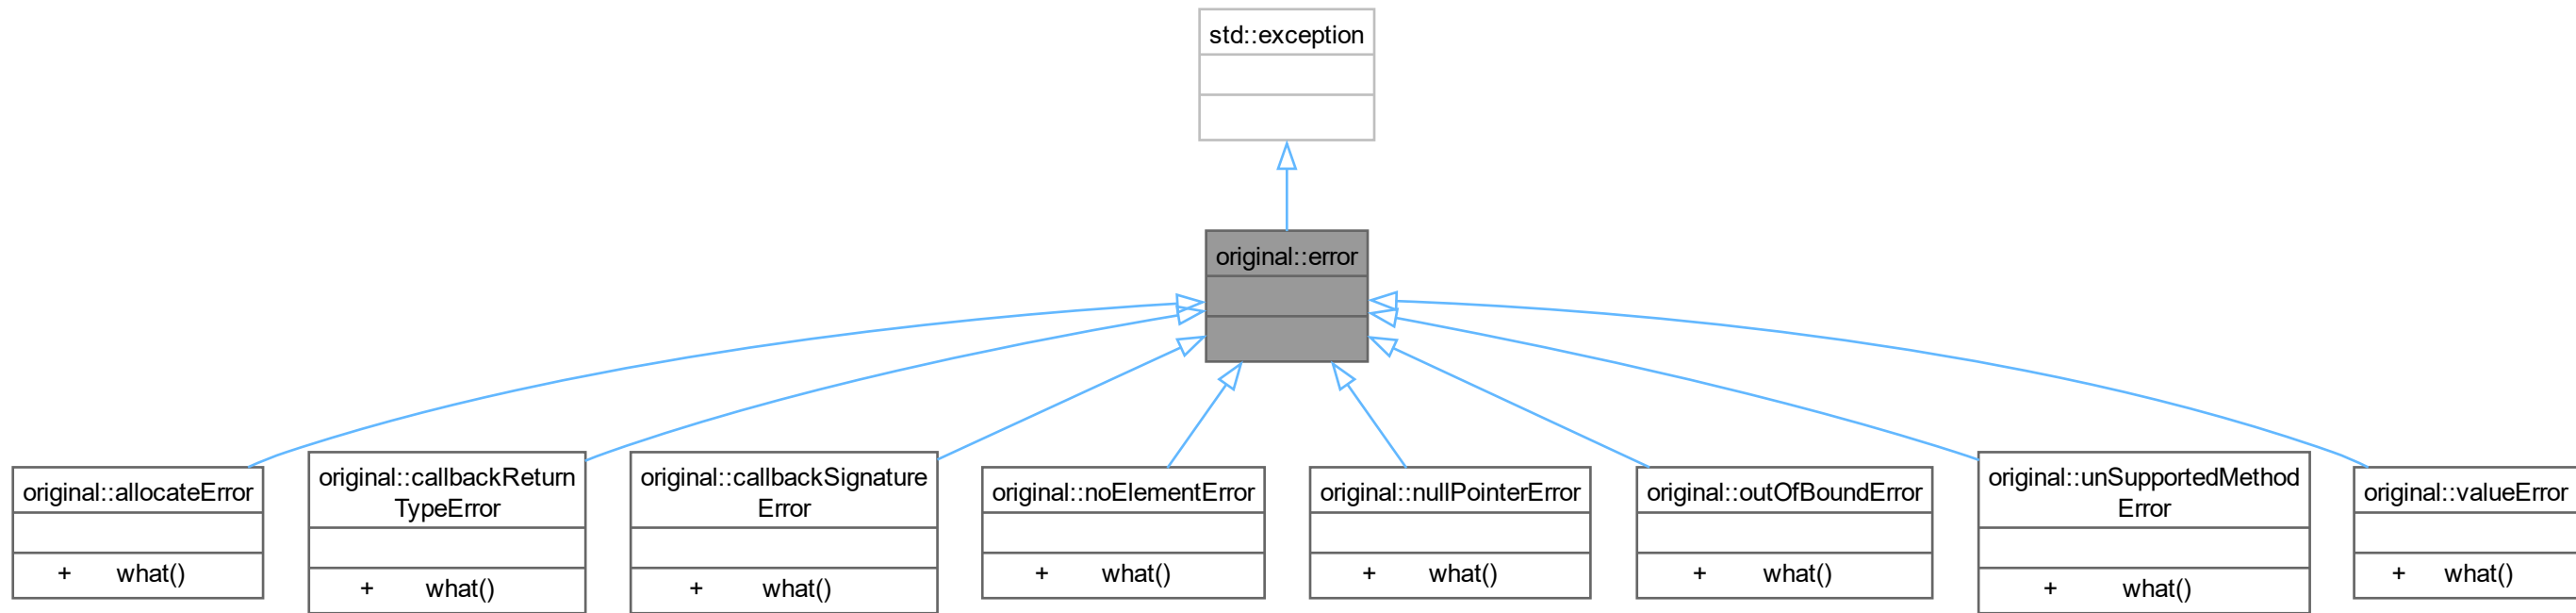 std::exception
original::error
original::allocateError
+ what()
original::callbackReturn
TypeError
+ what()
original::callbackSignature
Error
+ what()
original::noElementError
+ what()
original::nullPointerError
+ what()
original::outOfBoundError
+ what()
original::unSupportedMethod
Error
+ what()
original::valueError
+ what()